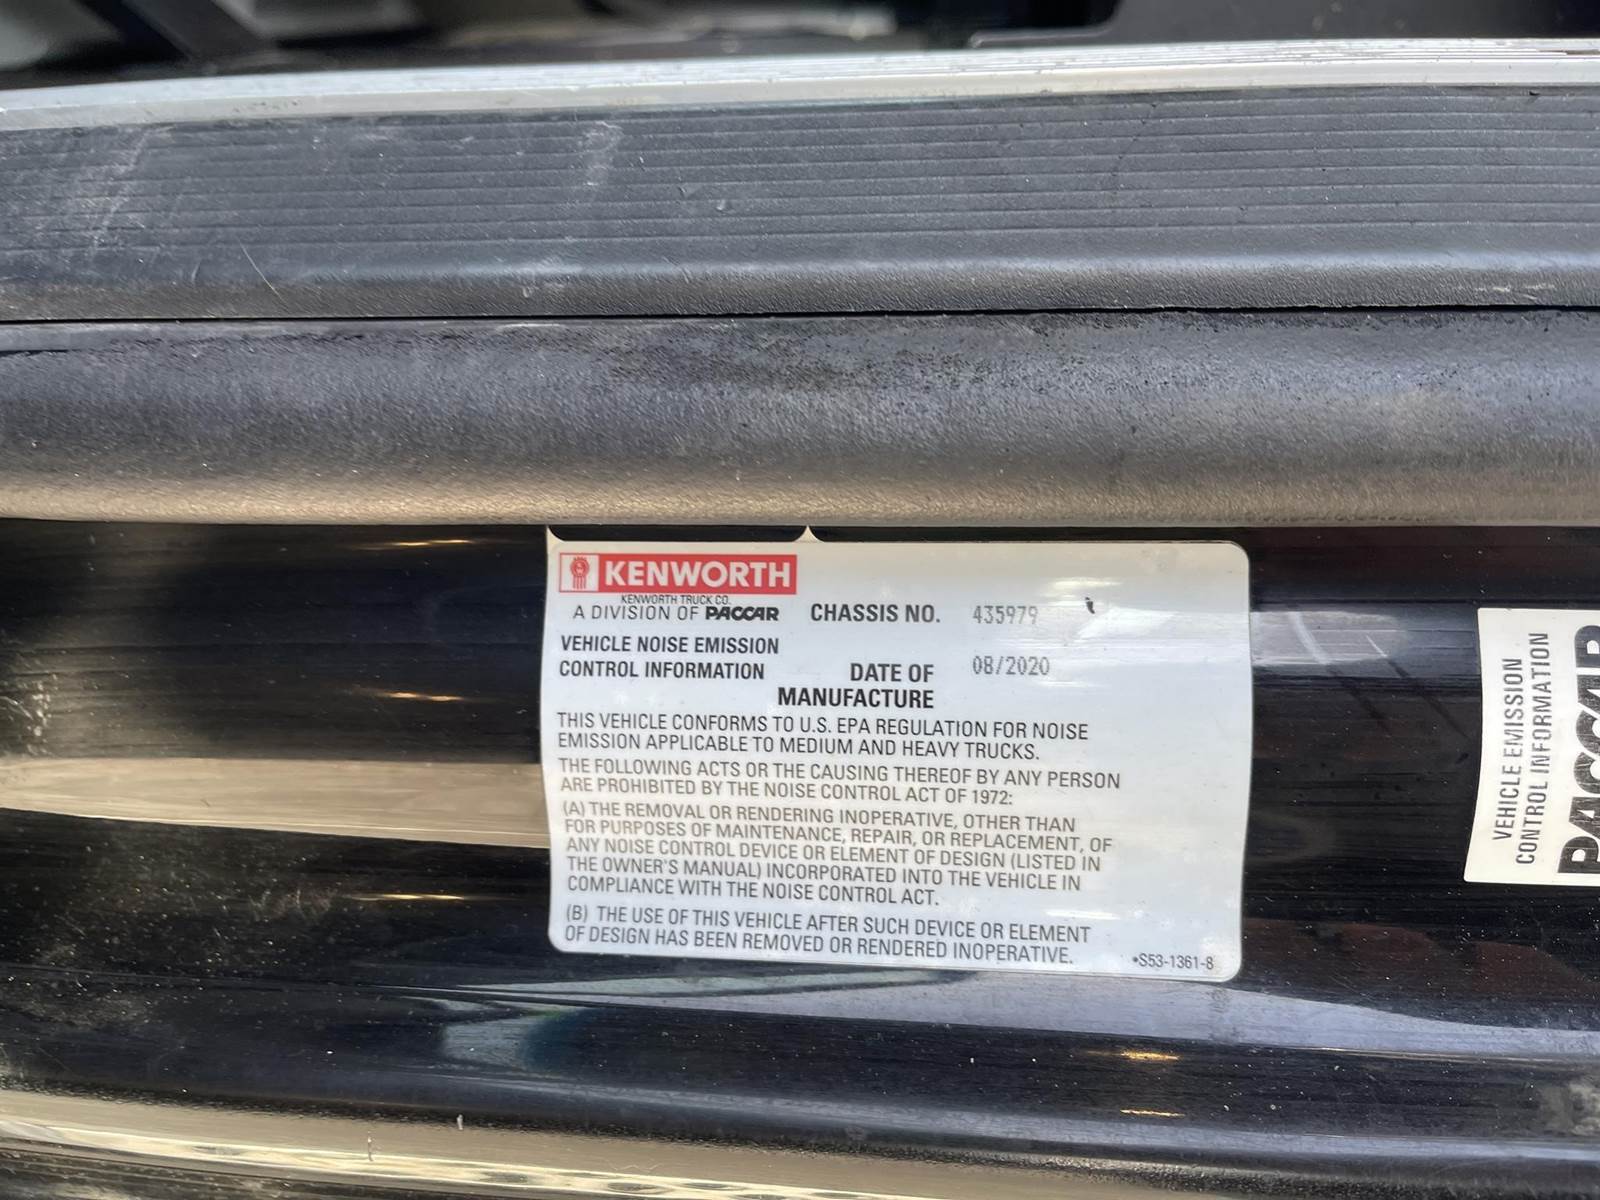 KENWORTH
KENWORTH TRUCK CO.
A DIVISION OF PACCAR
CHASSIS NO. 435979
VEHICLE NOISE EMISSION
CONTROL INFORMATION
DATE OF 08/2020
MANUFACTURE
THIS VEHICLE CONFORMS TO U.S. EPA REGULATION FOR NOISE
EMISSION APPLICABLE TO MEDIUM AND HEAVY TRUCKS.
THE FOLLOWING ACTS OR THE CAUSING THEREOF BY ANY PERSON
ARE PROHIBITED BY THE NOISE CONTROL ACT OF 1972:
(A) THE REMOVAL OR RENDERING INOPERATIVE, OTHER THAN
FOR PURPOSES OF MAINTENANCE, REPAIR, OR REPLACEMENT, OF
ANY NOISE CONTROL DEVICE OR ELEMENT OF DESIGN (LISTED IN
THE OWNER'S MANUAL) INCORPORATED INTO THE VEHICLE IN
COMPLIANCE WITH THE NOISE CONTROL ACT.
(B) THE USE OF THIS VEHICLE AFTER SUCH DEVICE OR ELEMENT
OF DESIGN HAS BEEN REMOVED OR RENDERED INOPERATIVE.
•S53-1361-8
VEHICLE EMISSION
CONTROL INFORMATION
PACCAR